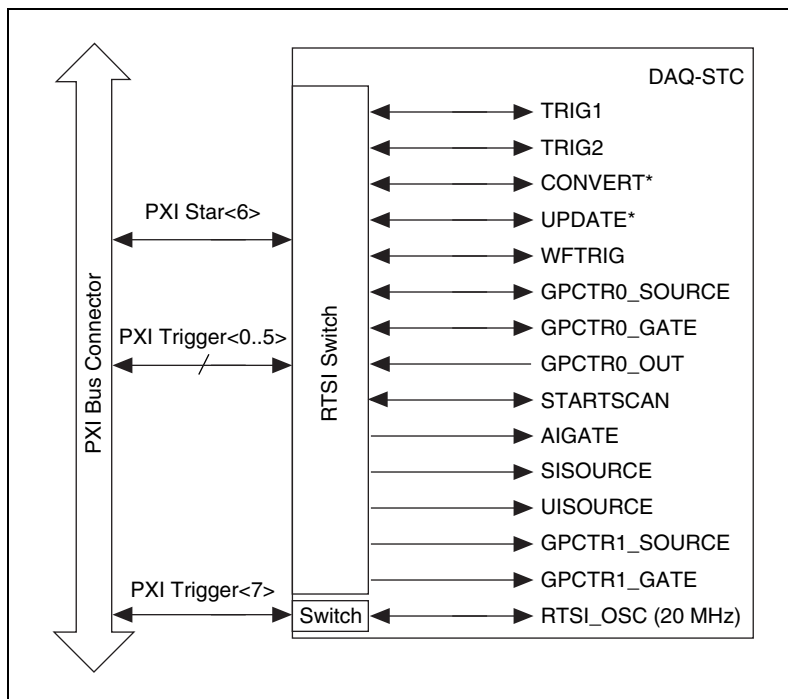 DAQ-STC
PXI Bus Connector
PXI Star<6>
PXI Trigger<0..5>
PXI Trigger<7>
RTSI Switch
Switch
TRIG1
TRIG2
CONVERT*
UPDATE*
WFTRIG
GPCTR0_SOURCE
GPCTR0_GATE
GPCTR0_OUT
STARTSCAN
AIGATE
SISOURCE
UISOURCE
GPCTR1_SOURCE
GPCTR1_GATE
RTSI_OSC (20 MHz)